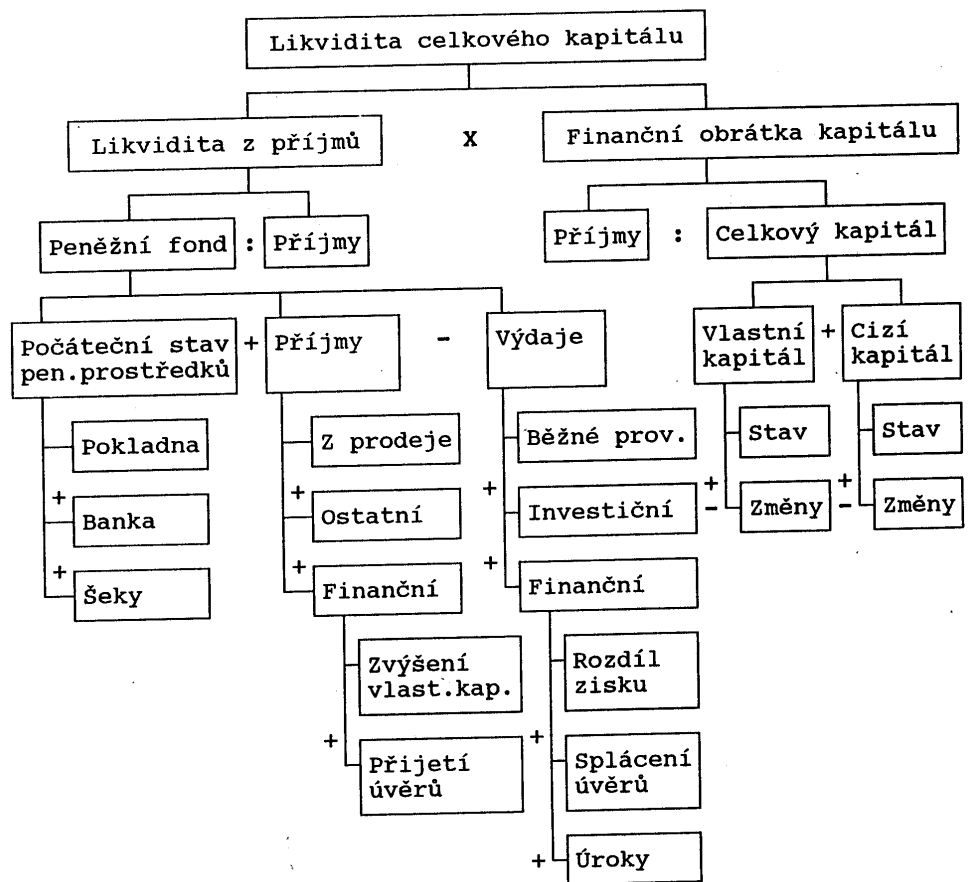 Likvidita celkového kapitálu
Likvidita z příjmů x Finanční obrátka kapitálu
Peněžní fond : Příjmy Příjmy : Celkový kapitál
Počáteční stav
pen.prostředků
+ Příjmy - Výdaje
Vlastní
kapitál
+
Cizí
kapitál
Pokladna
+
Banka
+
Šeky
Z prodeje
+
Ostatní
+
Finanční
Zvýšení
vlast.kap.
+
Přijetí
úvěrů
Běžné prov.
+
Investiční
+
Finanční
Rozdíl
zisku
+
Splácení
úvěrů
+ Úroky
Stav
+
- Změny
Stav
+
- Změny